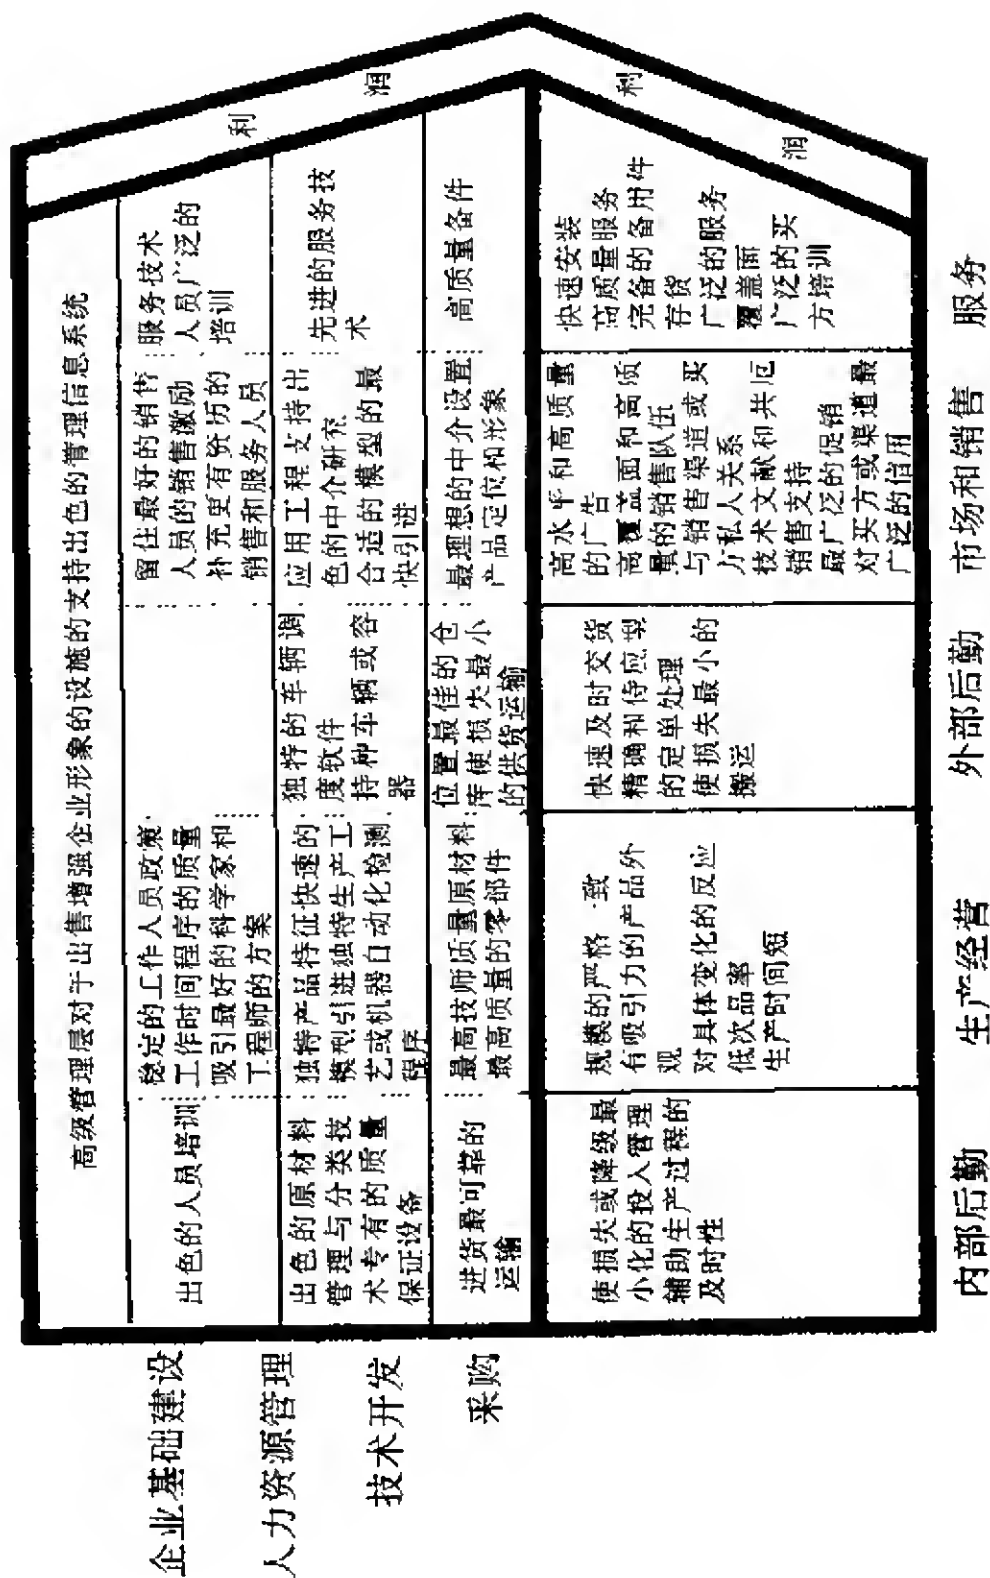 高级管理层对于出售增强企业形象的设施的支持出色的管理信息系统
企业基础建设
人力资源管理
出色的人员培训
稳定的工作人员政策
工作时间程序的质量
吸引最好的科学家和
工程师的方案
留住最好的销售
人员的销售激励
补充更有资历的
销售和服务人员
服务技术
人员广泛的
培训
技术开发
出色的原材料
管理与分类技
术专有的质量
保证设备
独特产品特征快速的
模型引进独特生产工
艺或机器自动化检测
程序
独特的车辆调
度软件
特种车辆或容
器
应用工程支持出
色的中介研究
合适的模型的最
快引进
先进的服务技
术
采购
进货最可靠的
运输
最高技师质量原材料
最高质量的零部件
位置最佳的仓
库使损失最小
的供货运输
最理想的中介设置
产品定位和形象
高质量备件
使损失或降级最
小化的投入管理
辅助生产过程的
及时性
规模的严格一致
有吸引力的产品外
观
对具体变化的反应
低次品率
生产时间短
快速及时交货
精确和
的定单处理
使损失最小的
搬运
高水平和高质量
的广告
高覆盖面和高质
量的销售队伍
与销售渠道或买
方私人关系
技术文献和其它
销售支持
最广泛的促销
对买方或渠道最
广泛的信用
快速安装
高质量服务
完备的备用件
存货
广泛的服务
覆盖面
广泛的买
方培训
内部后勤
生产经营
外部后勤
市场和销售
服务
利
润
利
润